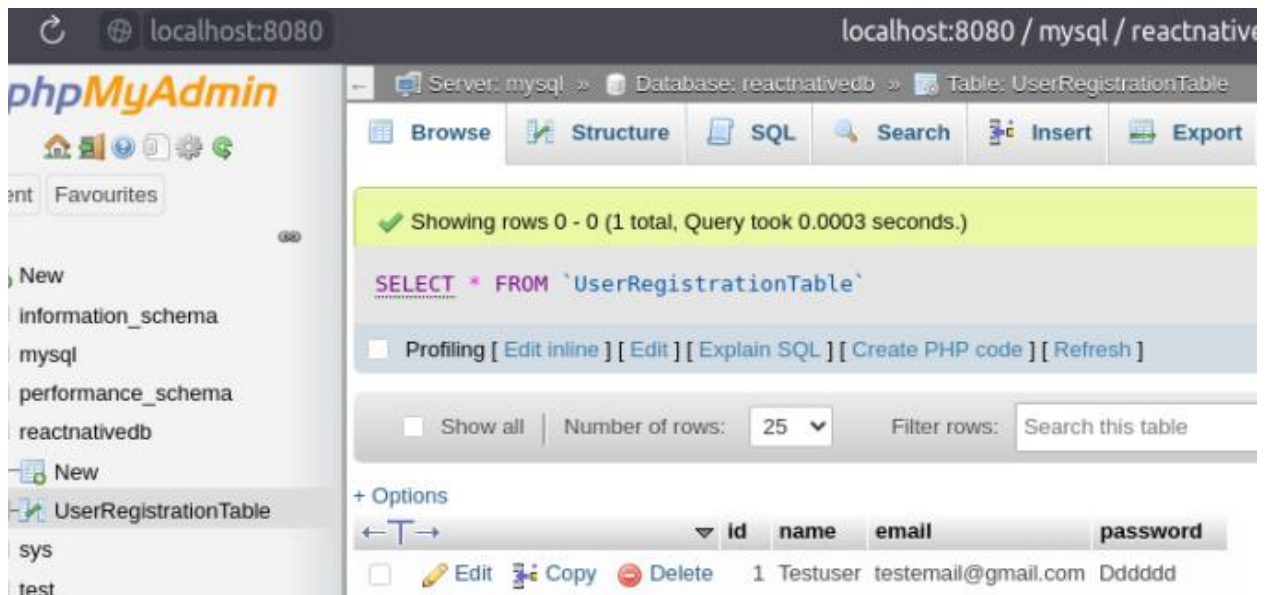 localhost:8080
localhost:8080 / mysql / reactnative
phpMyAdmin
Favourites
New
information_schema
mysql
performance_schema
reactnativedb
New
UserRegistrationTable
sys
test
Server: mysql » Database: reactnativedb » Table: UserRegistrationTable
Browse Structure SQL Search Insert Export
Showing rows 0 - 0 (1 total, Query took 0.0003 seconds.)
SELECT * FROM `UserRegistrationTable`
Profiling [ Edit inline ] [ Edit ] [ Explain SQL ] [ Create PHP code ] [ Refresh ]
Show all Number of rows: 25 Filter rows: Search this table
+ Options
←T→ id name email password
Edit Copy Delete 1 Testuser testemail@gmail.com Dddddd